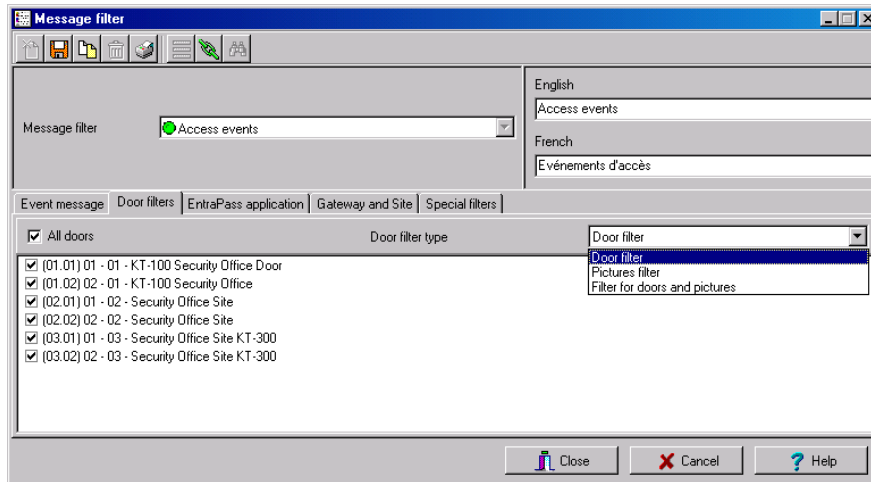 Message filter
English
Access events
Message filter
Access events
French
Evénements d'accès
Event message
Door filters
EntraPass application
Gateway and Site
Special filters
All doors
Door filter type
Door filter
Door filter
Pictures filter
Filter for doors and pictures
(01.01) 01 - 01 - KT-100 Security Office Door
(01.02) 02 - 01 - KT-100 Security Office
(02.01) 01 - 02 - Security Office Site
(02.02) 02 - 02 - Security Office Site
(03.01) 01 - 03 - Security Office Site KT-300
(03.02) 02 - 03 - Security Office Site KT-300
Close
Cancel
Help